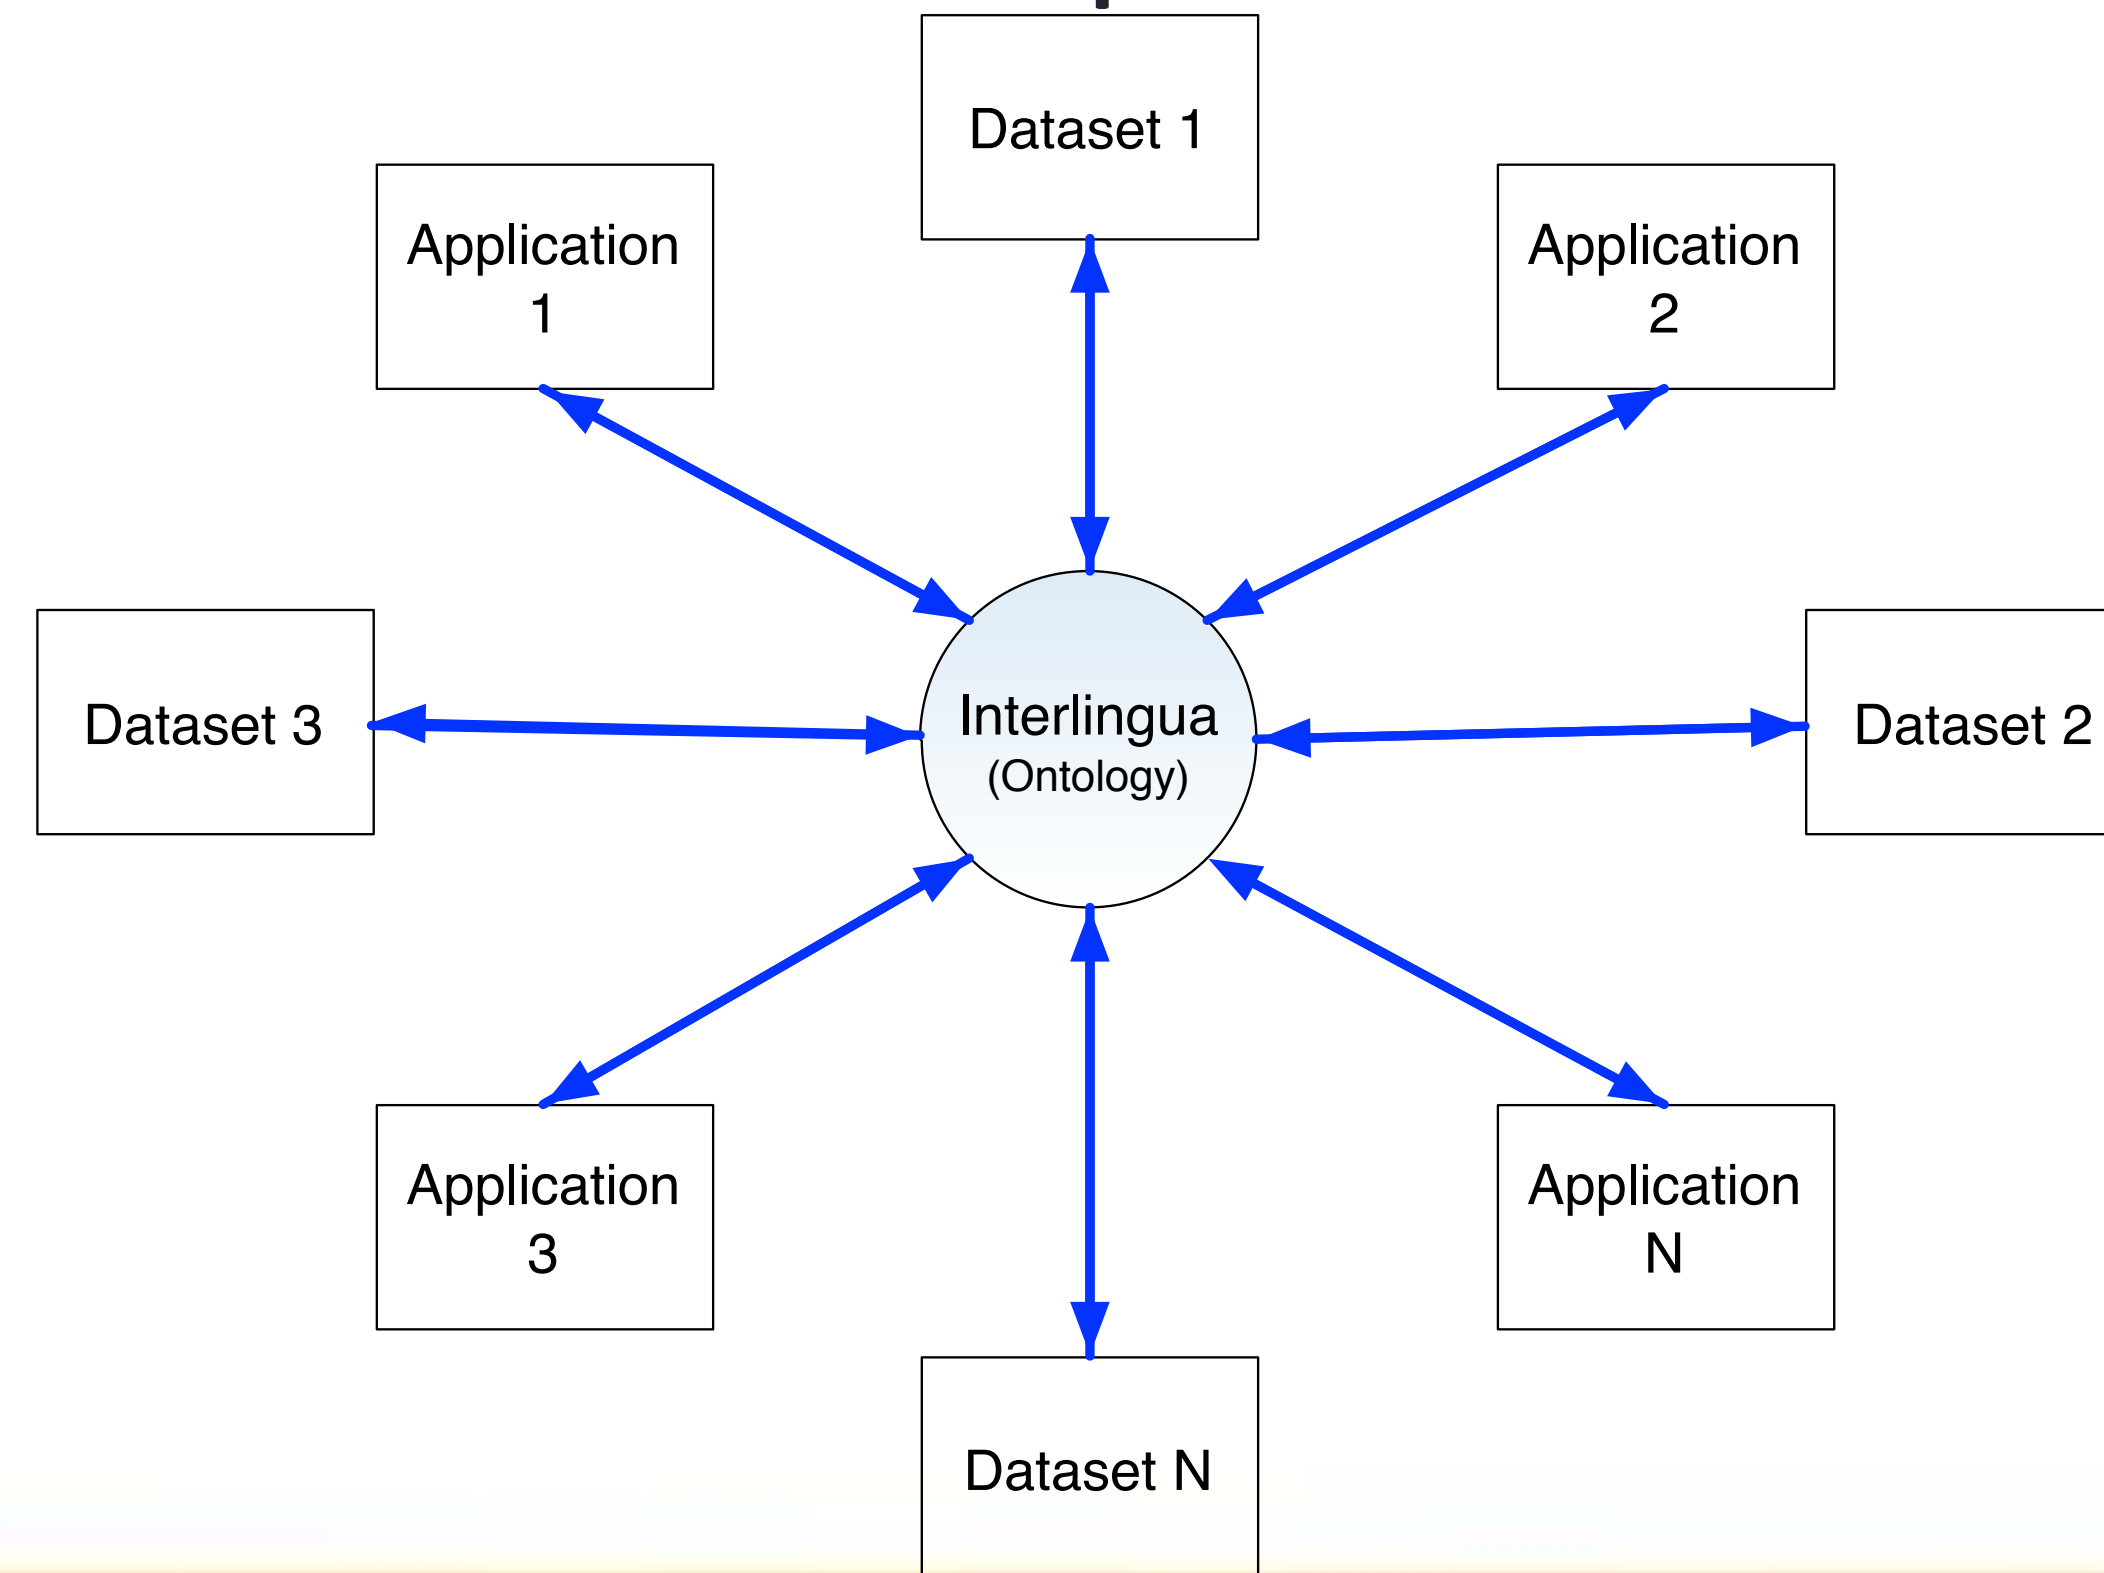 Dataset 1
Application
1
Application
2
Dataset 3
Interlingua
(Ontology)
Dataset 2
Application
3
Application
N
Dataset N